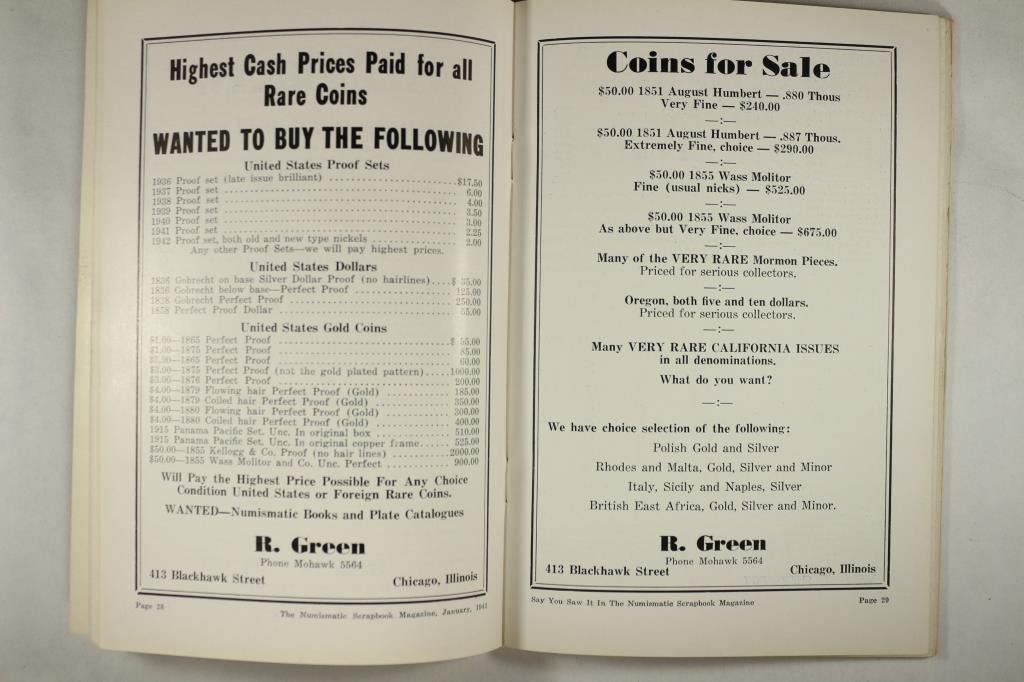 Highest Cash Prices Paid for all
Rare Coins
WANTED TO BUY THE FOLLOWING
United States Proof Sets
1936 Proof set (late issue brilliant) ........................ $17.50
1937 Proof set ........................ 6.00
1938 Proof set ........................ 4.00
1939 Proof set ........................ 3.50
1940 Proof set ........................ 3.00
1941 Proof set ........................ 2.25
1942 Proof set, both old and new type nickels ............... 2.00
Any other Proof Sets—we will pay highest prices.
United States Dollars
1836 Gobrecht on base Silver Dollar Proof (no hairlines)....$ 35.00
1836 Gobrecht below base—Perfect Proof .................. 125.00
1838 Gobrecht Perfect Proof ........................ 250.00
1858 Perfect Proof Dollar ........................ 55.00
United States Gold Coins
$1.00—1865 Perfect Proof ........................$ 55.00
$1.00—1875 Perfect Proof ........................ 85.00
$3.00—1865 Perfect Proof ........................ 60.00
$3.00—1875 Perfect Proof (not the gold plated pattern).....1000.00
$3.00—1876 Perfect Proof ........................ 200.00
$4.00—1879 Flowing hair Perfect Proof (Gold) ............. 185.00
$4.00—1879 Coiled hair Perfect Proof (Gold) .............. 350.00
$4.00—1880 Flowing hair Perfect Proof (Gold) ............. 300.00
$4.00—1880 Coiled hair Perfect Proof (Gold) .............. 400.00
1915 Panama Pacific Set. Unc. In original box .............. 510.00
1915 Panama Pacific Set. Unc. In original copper frame..... 525.00
$50.00—1855 Kellogg & Co. Proof (no hair lines) .......... 2000.00
$50.00—1855 Wass Molitor and Co. Unc. Perfect ............ 900.00
Will Pay the Highest Price Possible For Any Choice
Condition United States or Foreign Rare Coins.
WANTED—Numismatic Books and Plate Catalogues
R. Green
Phone Mohawk 5564
413 Blackhawk Street Chicago, Illinois
Page 28 The Numismatic Scrapbook Magazine, January, 1943
Coins for Sale
$50.00 1851 August Humbert — .880 Thous
Very Fine — $240.00
—:—
$50.00 1851 August Humbert — .887 Thous.
Extremely Fine, choice — $290.00
—:—
$50.00 1855 Wass Molitor
Fine (usual nicks) — $525.00
—:—
$50.00 1855 Wass Molitor
As above but Very Fine, choice — $675.00
—:—
Many of the VERY RARE Mormon Pieces.
Priced for serious collectors.
—:—
Oregon, both five and ten dollars.
Priced for serious collectors.
—:—
Many VERY RARE CALIFORNIA ISSUES
in all denominations.
What do you want?
—:—
We have choice selection of the following:
Polish Gold and Silver
Rhodes and Malta, Gold, Silver and Minor
Italy, Sicily and Naples, Silver
British East Africa, Gold, Silver and Minor.
R. Green
Phone Mohawk 5564
413 Blackhawk Street Chicago, Illinois
Say You Saw It In The Numismatic Scrapbook Magazine Page 29